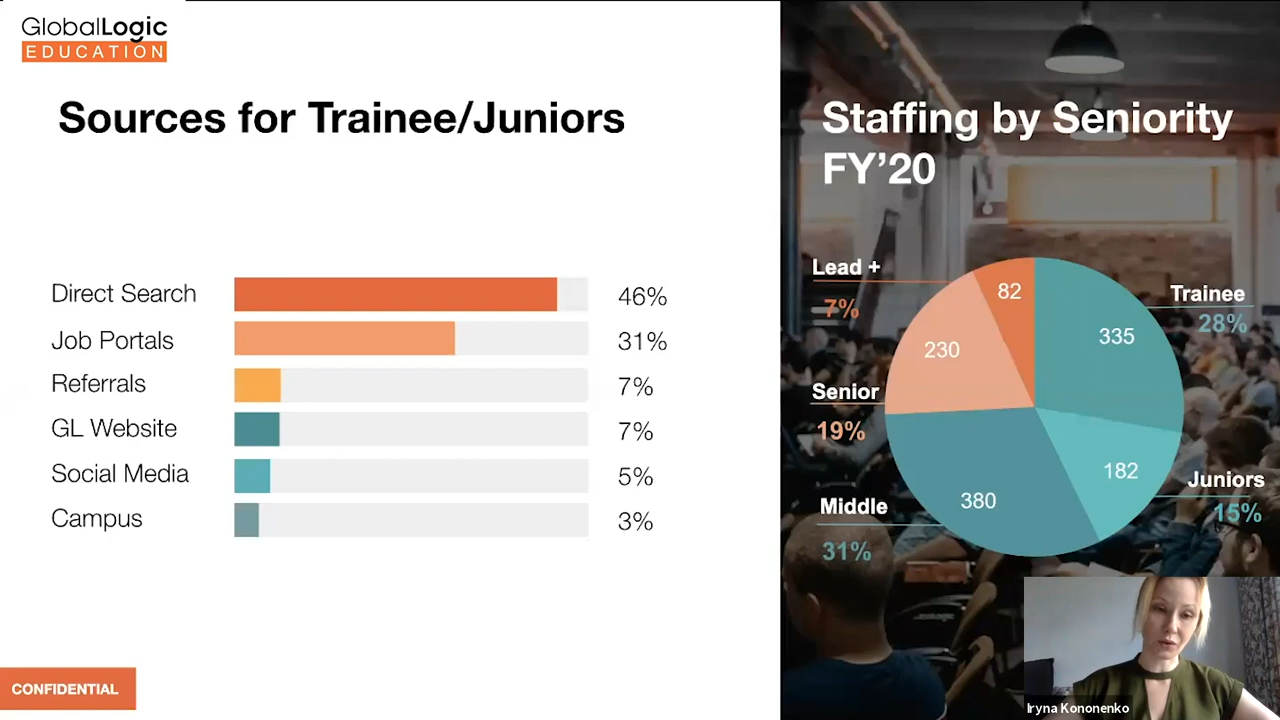 GlobalLogic
EDUCATION
Sources for Trainee/Juniors
Direct Search 46%
Job Portals 31%
Referrals 7%
GL Website 7%
Social Media 5%
Campus 3%
CONFIDENTIAL
Staffing by Seniority
FY’20
Lead +
7%
82
Trainee
28%
335
230
Senior
19%
182
Juniors
15%
Middle
31%
380
Iryna Kononenko